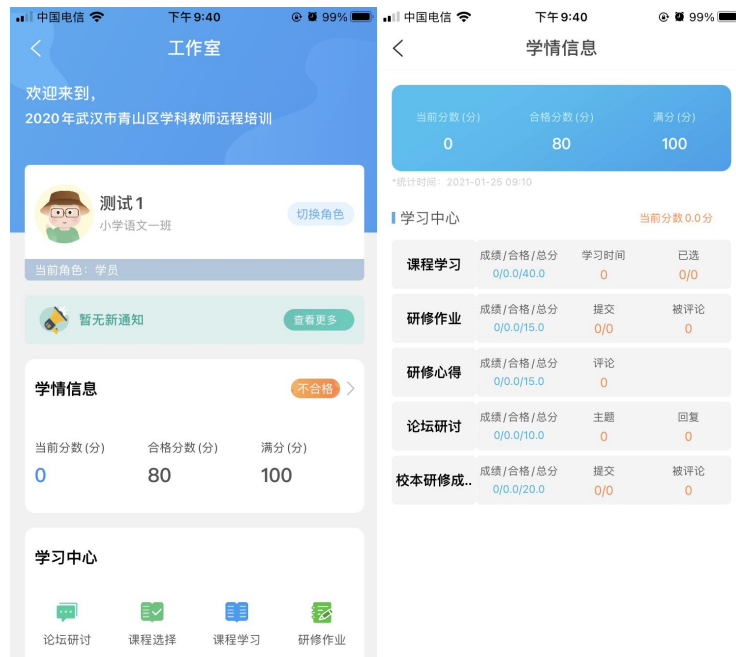 中国电信 下午9:40 99%
工作室
欢迎来到，
2020年武汉市青山区学科教师远程培训
测试1
小学语文一班
切换角色
当前角色：学员
暂无新通知
查看更多
学情信息
不合格
当前分数(分) 合格分数(分) 满分(分)
0 80 100
学习中心
论坛研讨 课程选择 课程学习 研修作业
中国电信 下午9:40 99%
学情信息
当前分数(分) 合格分数(分) 满分(分)
0 80 100
*统计时间：2021-01-25 09:10
学习中心 当前分数0.0分
课程学习
成绩/合格/总分 学习时间 已选
0/0.0/40.0 0 0/0
研修作业
成绩/合格/总分 提交 被评论
0/0.0/15.0 0/0 0
研修心得
成绩/合格/总分 评论
0/0.0/15.0 0
论坛研讨
成绩/合格/总分 主题 回复
0/0.0/10.0 0 0
校本研修成..
成绩/合格/总分 提交 被评论
0/0.0/20.0 0/0 0